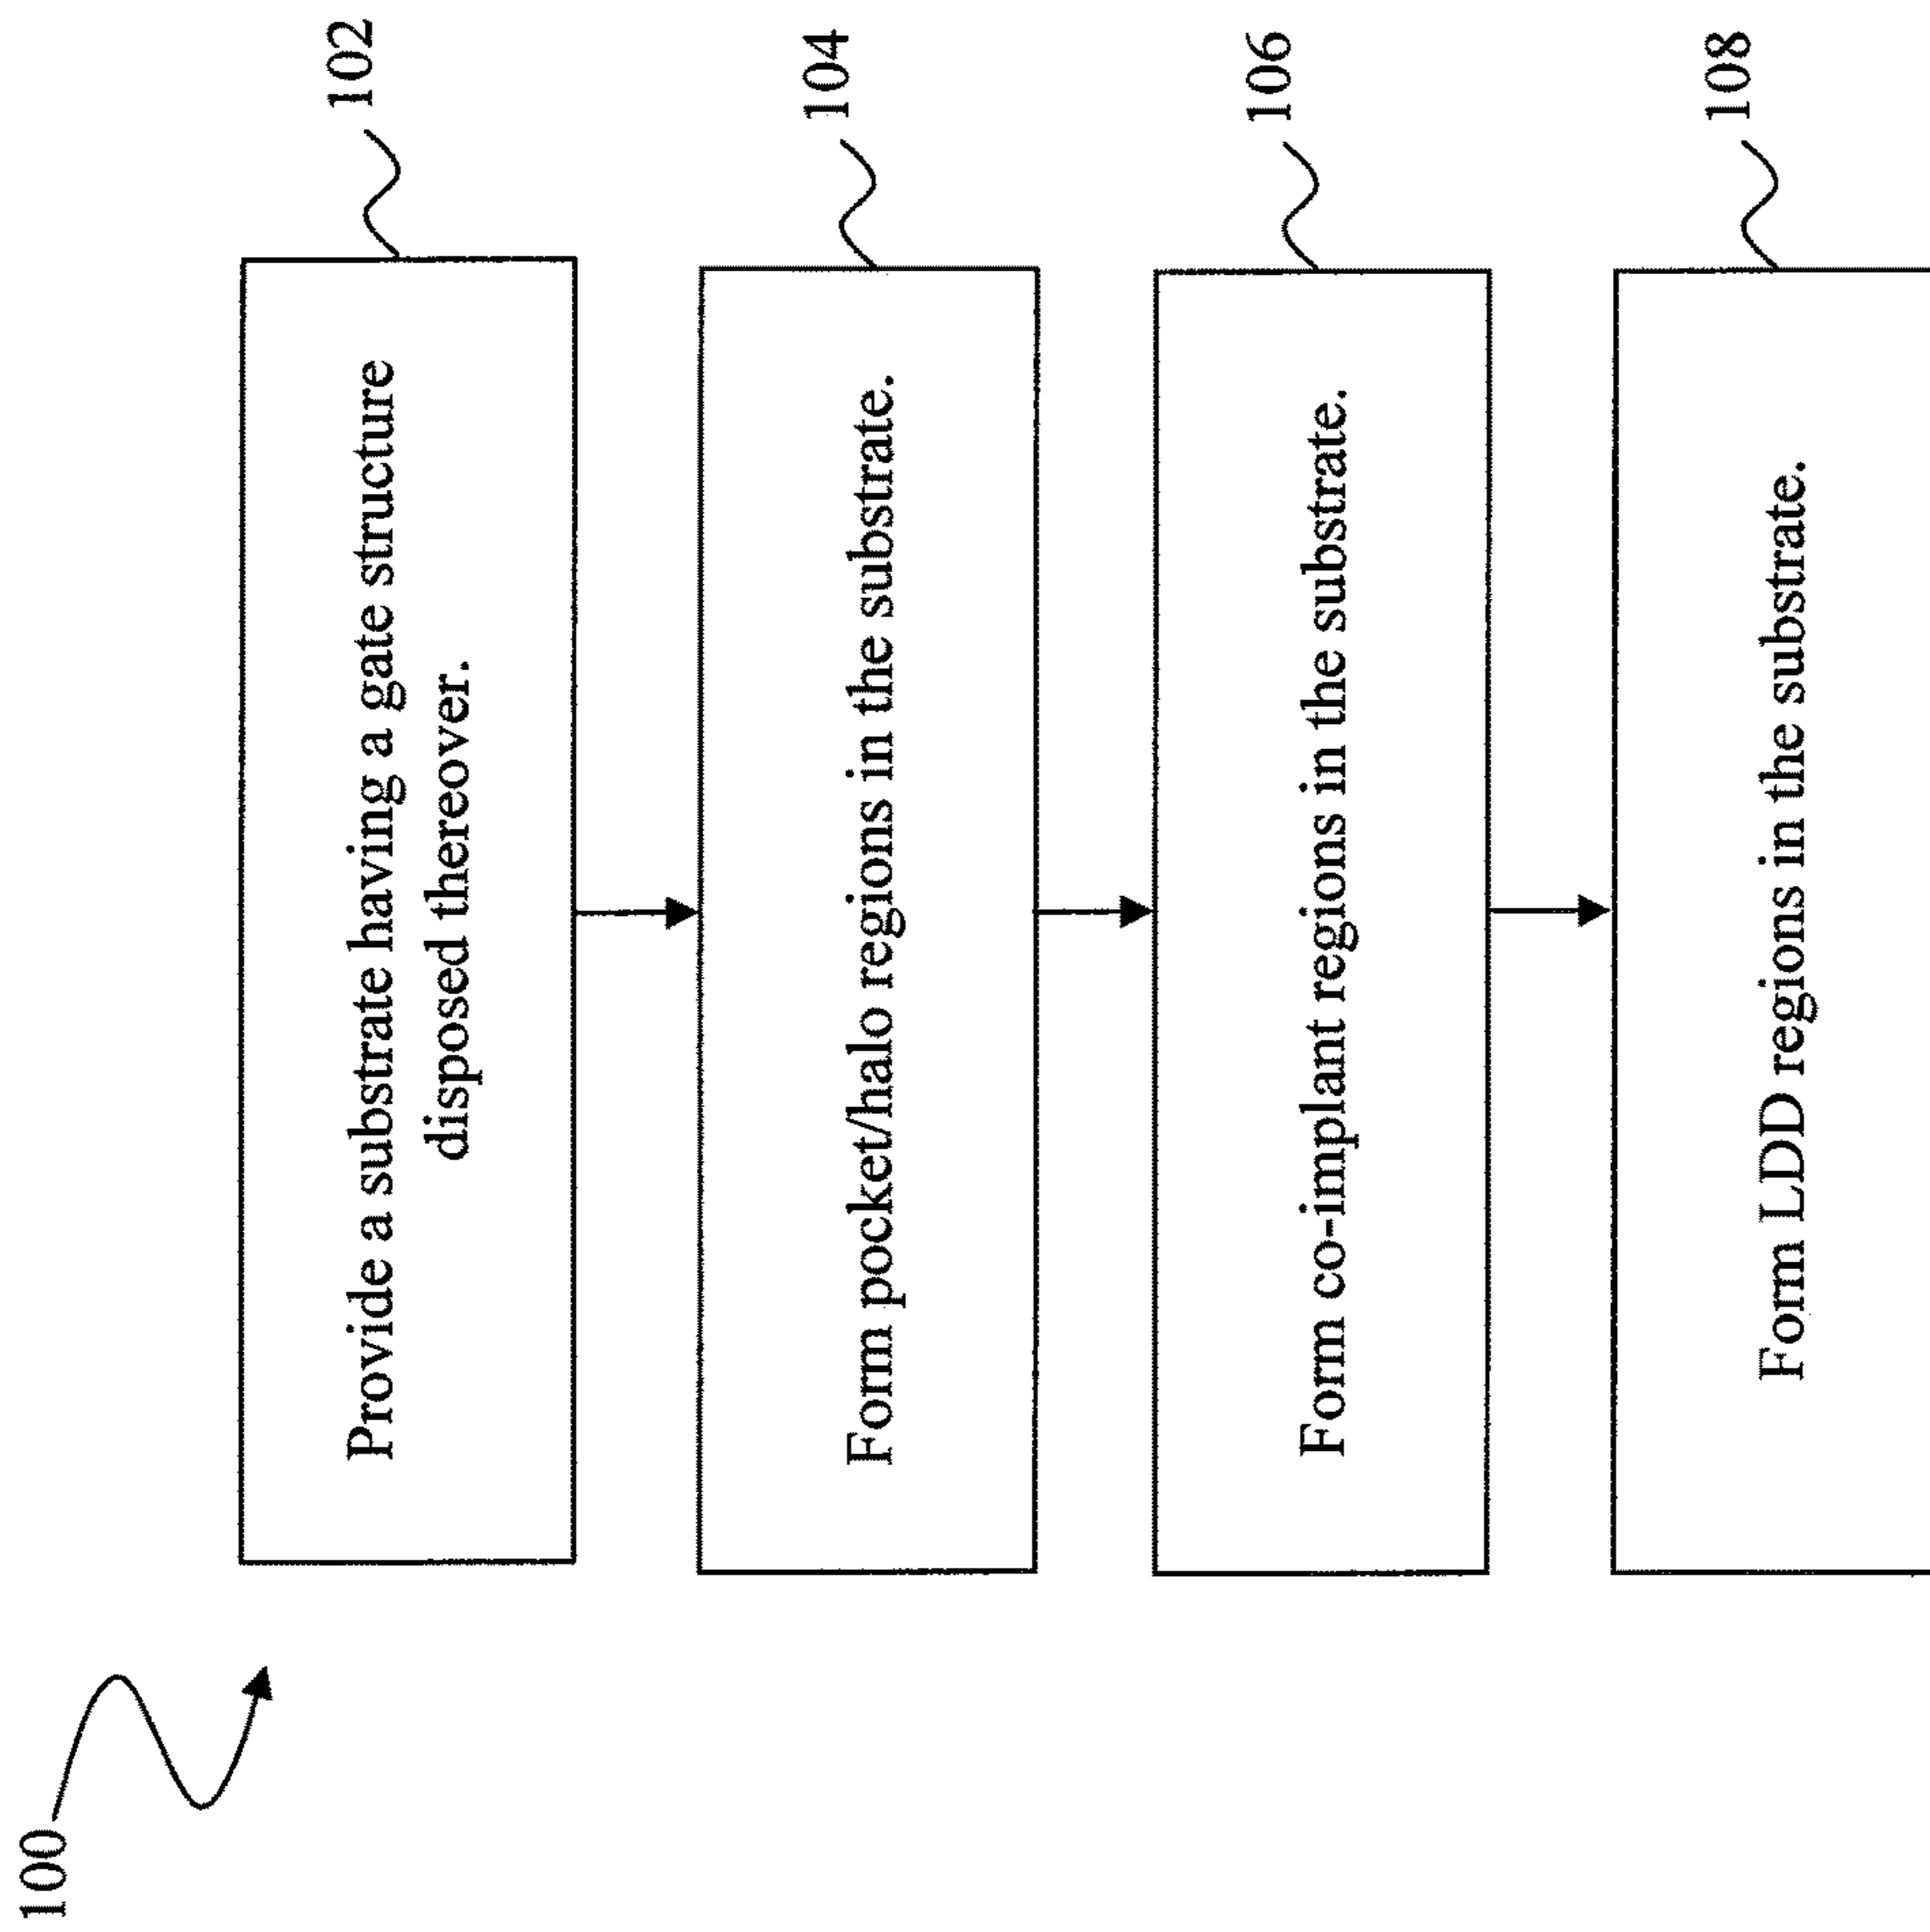 100
Provide a substrate having a gate structure
disposed thereover.
102
Form pocket/halo regions in the substrate.
104
Form co-implant regions in the substrate.
106
Form LDD regions in the substrate.
108